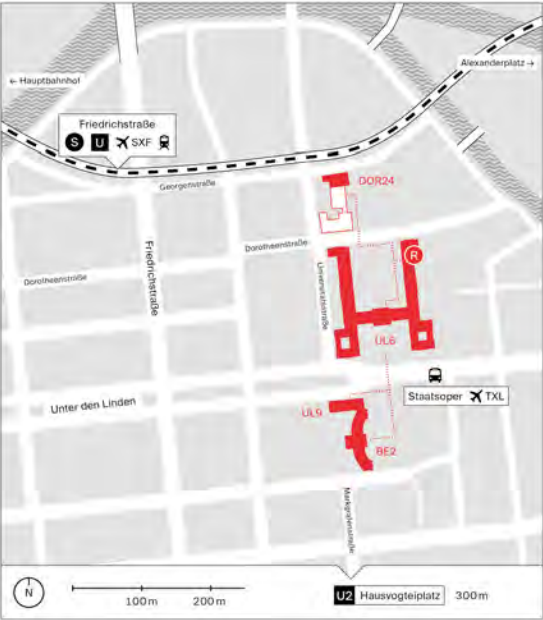 ← Hauptbahnhof
Alexanderplatz →
Friedrichstraße
S U SXF
Georgenstraße
DOR24
Dorotheenstraße
Dorotheenstraße
Friedrichstraße
Universitätsstraße
R
UL6
Unter den Linden
Staatsoper TXL
UL9
BE2
Markgrafenstraße
N
100 m 200 m
U2 Hausvogteiplatz 300 m